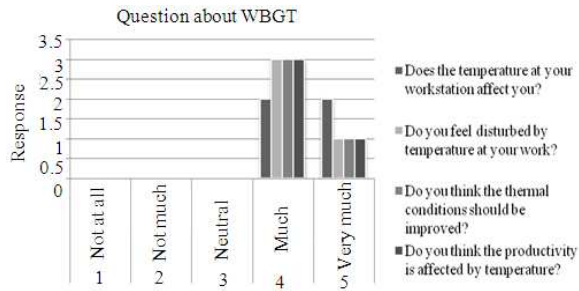 Question about WBGT
3.5
3
2.5
2
1.5
1
0.5
0
Response
Not at all
Not much
Neutral
Much
Very much
1
2
3
4
5
Does the temperature at your
workstation affect you?
Do you feel disturbed by
temperature at your work?
Do you think the thermal
conditions should be
improved?
Do you think the productivity
is affected by temperature?